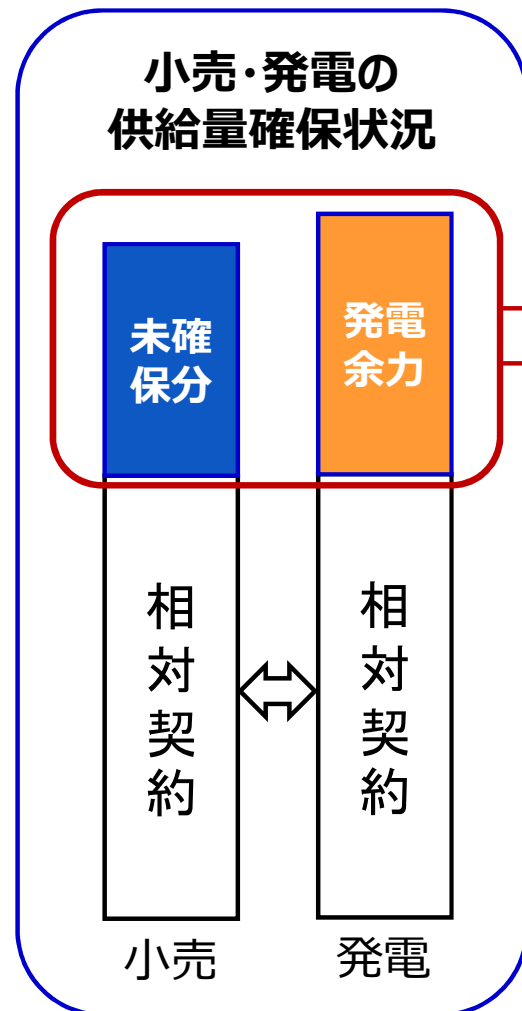 小売・発電の
供給量確保状況
未確
保分
発電
余力
相対契約
相対契約
小売
発電